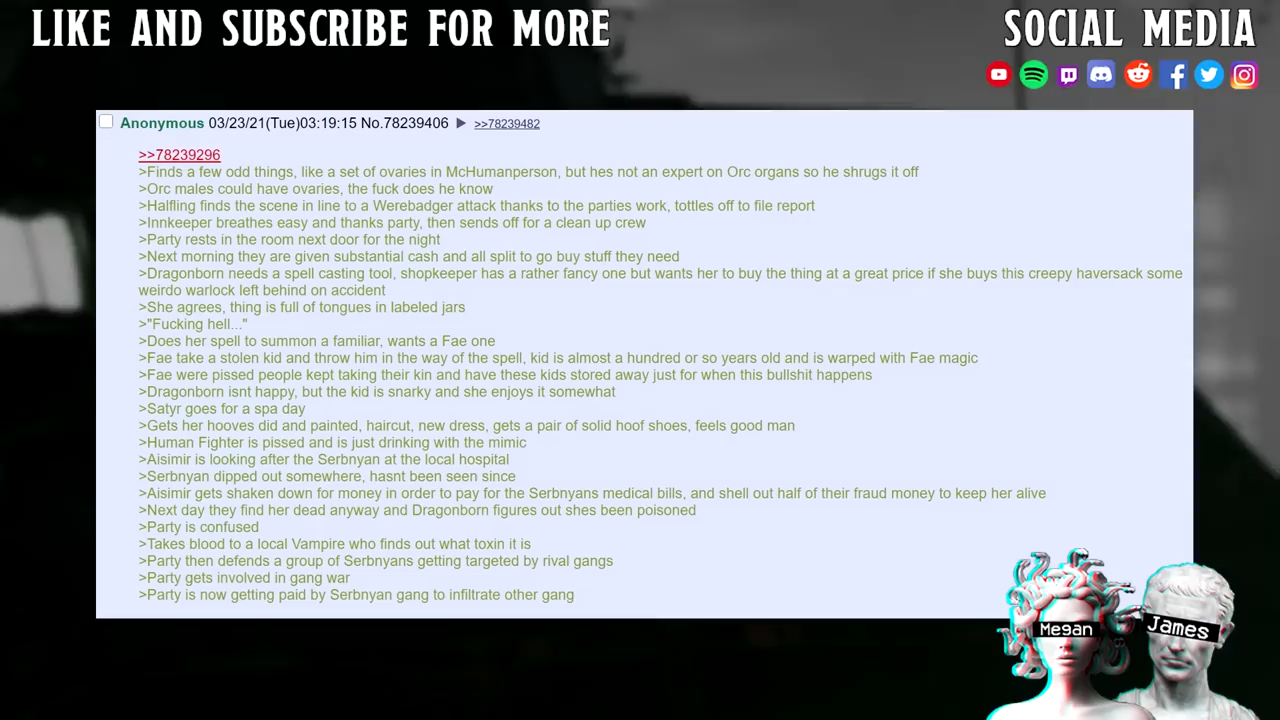 LIKE AND SUBSCRIBE FOR MORE
SOCIAL MEDIA
Anonymous 03/23/21(Tue)03:19:15 No.78239406 ▶ >>78239482
>>78239296
>Finds a few odd things, like a set of ovaries in McHumanperson, but hes not an expert on Orc organs so he shrugs it off
>Orc males could have ovaries, the fuck does he know
>Halfling finds the scene in line to a Werebadger attack thanks to the parties work, tottles off to file report
>Innkeeper breathes easy and thanks party, then sends off for a clean up crew
>Party rests in the room next door for the night
>Next morning they are given substantial cash and all split to go buy stuff they need
>Dragonborn needs a spell casting tool, shopkeeper has a rather fancy one but wants her to buy the thing at a great price if she buys this creepy haversack some
weirdo warlock left behind on accident
>She agrees, thing is full of tongues in labeled jars
>"Fucking hell..."
>Does her spell to summon a familiar, wants a Fae one
>Fae take a stolen kid and throw him in the way of the spell, kid is almost a hundred or so years old and is warped with Fae magic
>Fae were pissed people kept taking their kin and have these kids stored away just for when this bullshit happens
>Dragonborn isnt happy, but the kid is snarky and she enjoys it somewhat
>Satyr goes for a spa day
>Gets her hooves did and painted, haircut, new dress, gets a pair of solid hoof shoes, feels good man
>Human Fighter is pissed and is just drinking with the mimic
>Aisimir is looking after the Serbnyan at the local hospital
>Serbnyan dipped out somewhere, hasnt been seen since
>Aisimir gets shaken down for money in order to pay for the Serbnyans medical bills, and shell out half of their fraud money to keep her alive
>Next day they find her dead anyway and Dragonborn figures out shes been poisoned
>Party is confused
>Takes blood to a local Vampire who finds out what toxin it is
>Party then defends a group of Serbnyans getting targeted by rival gangs
>Party gets involved in gang war
>Party is now getting paid by Serbnyan gang to infiltrate other gang
Megan
James